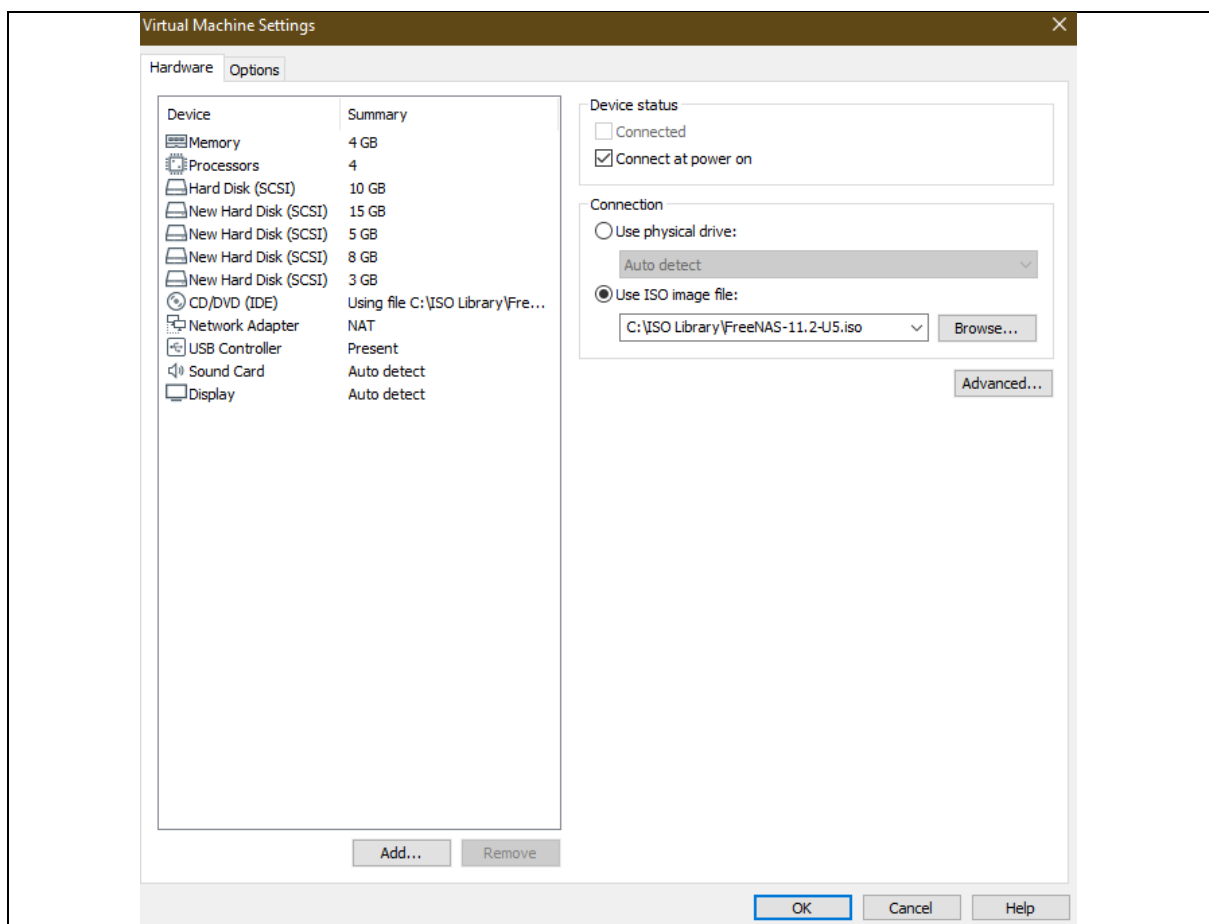 Virtual Machine Settings
Hardware Options
Device Summary
Memory 4 GB
Processors 4
Hard Disk (SCSI) 10 GB
New Hard Disk (SCSI) 15 GB
New Hard Disk (SCSI) 5 GB
New Hard Disk (SCSI) 8 GB
New Hard Disk (SCSI) 3 GB
CD/DVD (IDE) Using file C:\ISO Library\Fre...
Network Adapter NAT
USB Controller Present
Sound Card Auto detect
Display Auto detect
Add... Remove
Device status
Connected
Connect at power on
Connection
Use physical drive:
Auto detect
Use ISO image file:
C:\ISO Library\FreeNAS-11.2-U5.iso Browse...
Advanced...
OK Cancel Help